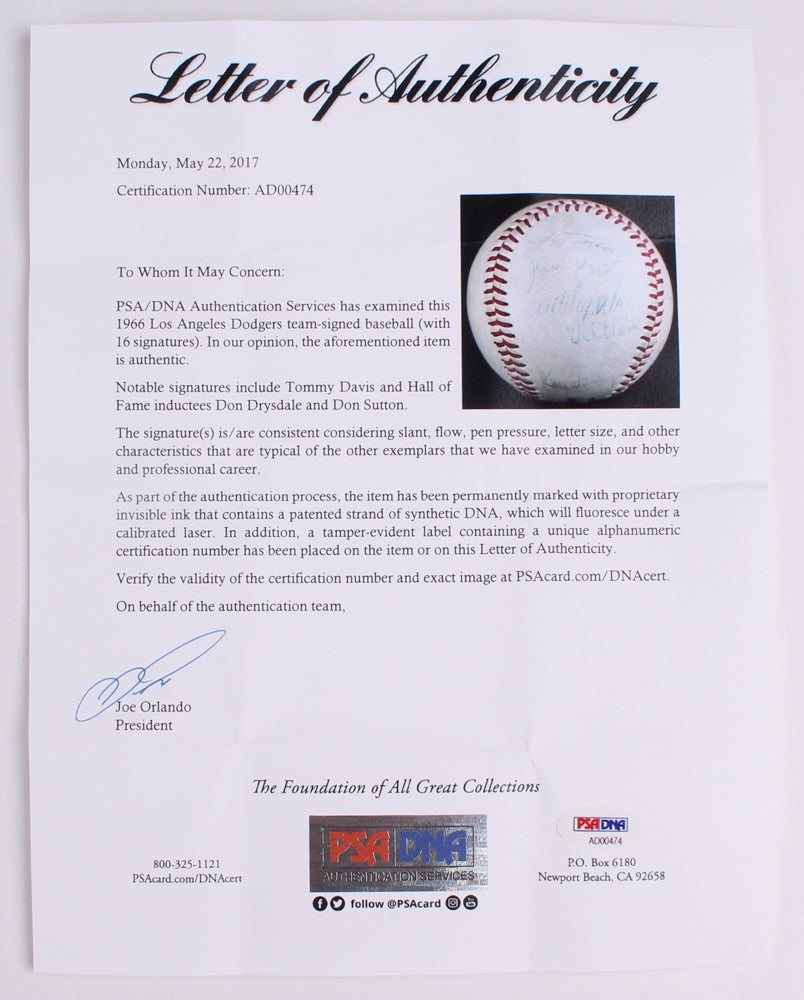 Letter of Authenticity
Monday, May 22, 2017
Certification Number: AD00474
To Whom It May Concern:
PSA/DNA Authentication Services has examined this
1966 Los Angeles Dodgers team-signed baseball (with
16 signatures). In our opinion, the aforementioned item
is authentic.
Notable signatures include Tommy Davis and Hall of
Fame inductees Don Drysdale and Don Sutton.
The signature(s) is/are consistent considering slant, flow, pen pressure, letter size, and other
characteristics that are typical of the other exemplars that we have examined in our hobby
and professional career.
As part of the authentication process, the item has been permanently marked with proprietary
invisible ink that contains a patented strand of synthetic DNA, which will fluoresce under a
calibrated laser. In addition, a tamper-evident label containing a unique alphanumeric
certification number has been placed on the item or on this Letter of Authenticity.
Verify the validity of the certification number and exact image at PSAcard.com/DNAcert.
On behalf of the authentication team,
Joe Orlando
President
The Foundation of All Great Collections
800-325-1121
PSAcard.com/DNAcert
PSA DNA
AUTHENTICATION SERVICES
follow @PSAcard
PSA DNA
AD00474
P.O. Box 6180
Newport Beach, CA 92658